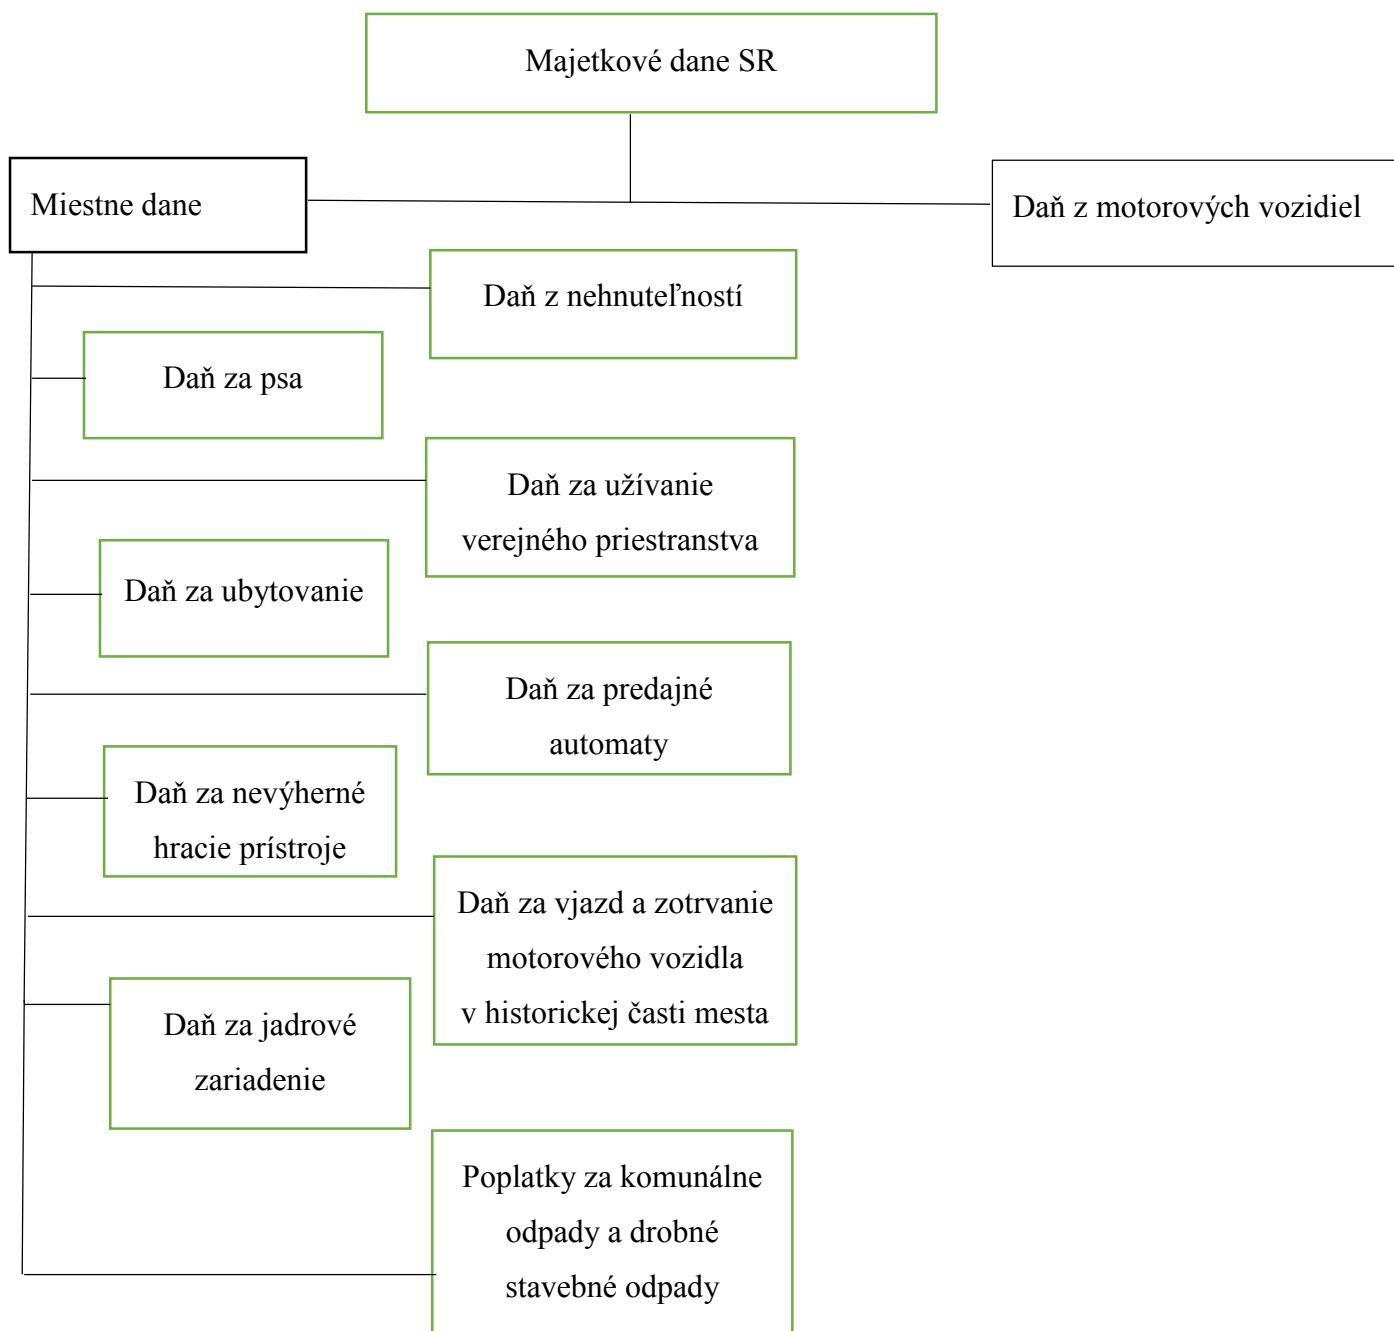 Majetkové dane SR
Miestne dane
Daň z motorových vozidiel
Daň z nehnuteľností
Daň za psa
Daň za užívanie
verejného priestranstva
Daň za ubytovanie
Daň za predajné
automaty
Daň za nevýherné
hracie prístroje
Daň za vjazd a zotrvanie
motorového vozidla
v historickej časti mesta
Daň za jadrové
zariadenie
Poplatky za komunálne
odpady a drobné
stavebné odpady